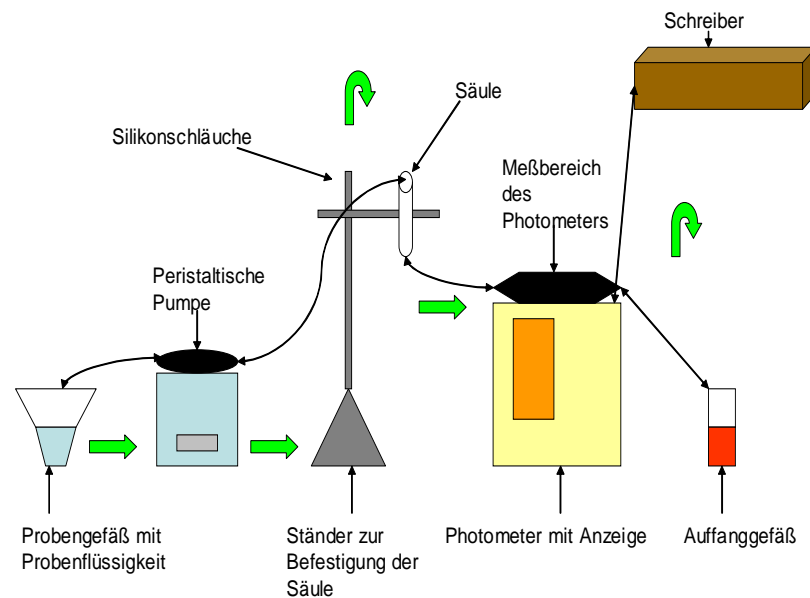 Schreiber
Säule
Silikonschläuche
Meßbereich
des
Photometers
Peristaltische
Pumpe
Probengefäß mit
Probenflüssigkeit
Ständer zur
Befestigung der
Säule
Photometer mit Anzeige
Auffanggefäß